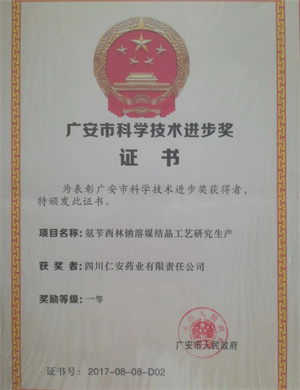 广安市科学技术进步奖
证 书
为表彰广安市科学技术进步奖获得者，
特颁发此证书。
项目名称：氨苄西林钠溶媒结晶工艺研究生产
获 奖 者：四川仁安药业有限责任公司
奖励等级：一等
广安市人民政府
证书号：2017-08-08-D02